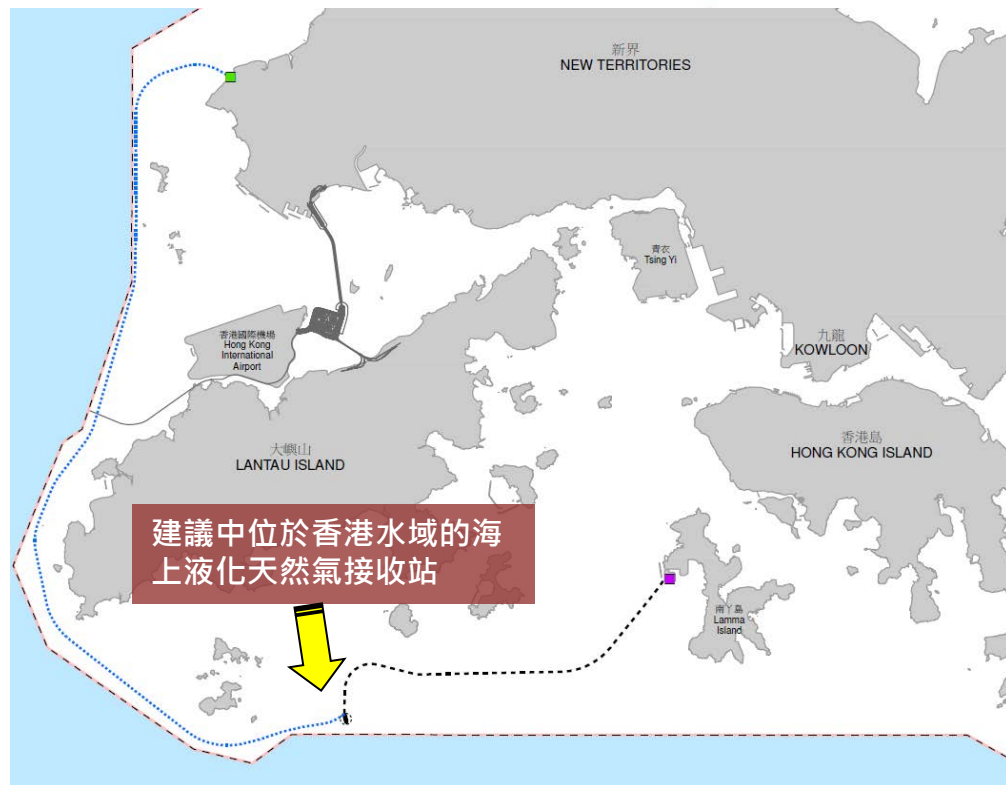 新界
NEW TERRITORIES
青衣
Tsing Yi
香港國際機場
Hong Kong
International
Airport
九龍
KOWLOON
香港島
HONG KONG ISLAND
大嶼山
LANTAU ISLAND
建議中位於香港水域的海
上液化天然氣接收站
南丫島
Lamma
Island